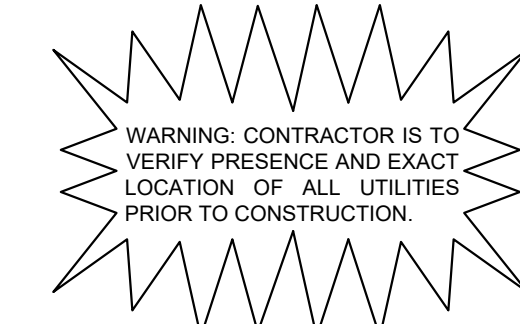 WARNING: CONTRACTOR IS TO
VERIFY PRESENCE AND EXACT
LOCATION OF ALL UTILITIES
PRIOR TO CONSTRUCTION.